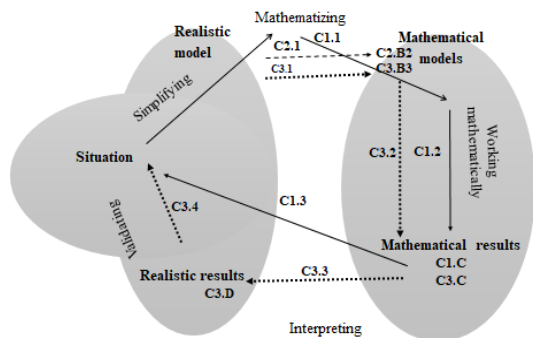 Mathematizing
Realistic
model
Mathematical
models
C1.1
C2.1
C2.B2
C3.B3
C3.1
Simplifying
Situation
C3.2
C1.2
Working
mathematically
C1.3
C3.4
Validating
Mathematical results
C1.C
C3.C
Realistic results
C3.D
C3.3
Interpreting